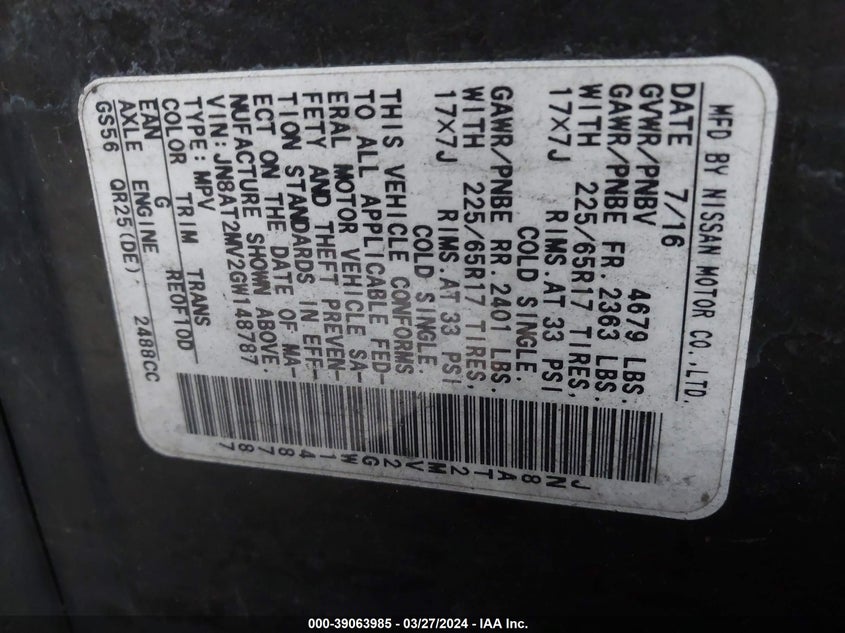 MFD BY NISSAN MOTOR CO.,LTD.
DATE 7/16
GVWR/PNBV 4679 LBS.
GAWR/PNBE FR. 2363 LBS.
WITH 225/65R17 TIRES,
17×7J RIMS.AT 33 PSI
COLD SINGLE.
GAWR/PNBE RR. 2401 LBS.
WITH 225/65R17 TIRES,
17×7J RIMS.AT 33 PSI
COLD SINGLE.
THIS VEHICLE CONFORMS
TO ALL APPLICABLE FED–
ERAL MOTOR VEHICLE SA–
FETY AND THEFT PREVEN–
TION STANDARDS IN EFF–
ECT ON THE DATE OF MA–
NUFACTURE SHOWN ABOVE.
VIN: JN8AT2MV2GW148787
TYPE: MPV
COLOR TRIM TRANS
EAN G RE0F10D
AXLE ENGINE
GS56 QR25(DE) 2488CC
JN8AT2MV2GW148787
000-39063985 - 03/27/2024 - IAA Inc.